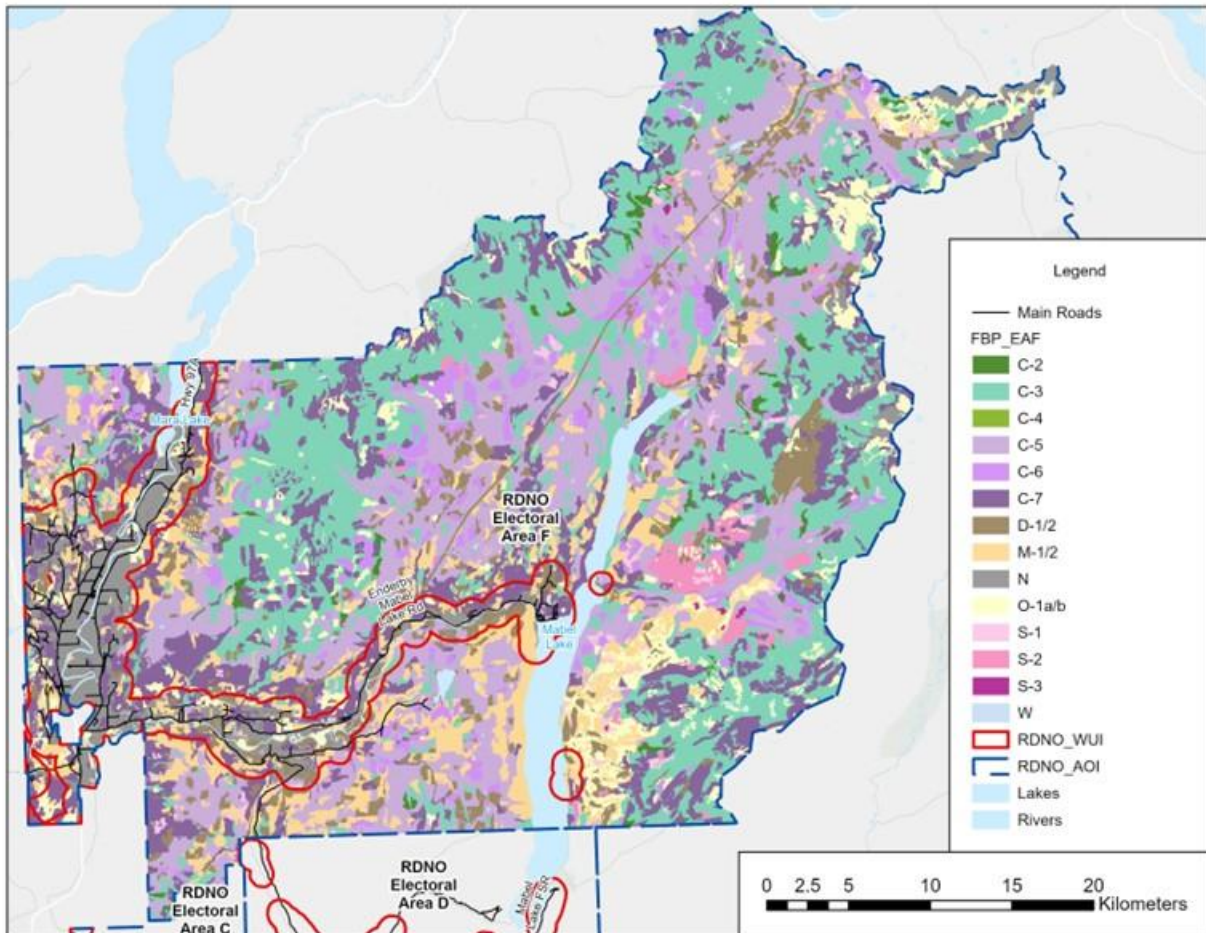 Hwy 97A
Mara Lake
RDNO
Electoral
Area F
Enderby
Mabel
Lake Rd
Mabel
Lake
RDNO
Electoral
Area C
RDNO
Electoral
Area D
Mabel
Lake FSR
Legend
Main Roads
FBP_EAF
C-2
C-3
C-4
C-5
C-6
C-7
D-1/2
M-1/2
N
O-1a/b
S-1
S-2
S-3
W
RDNO_WUI
RDNO_AOI
Lakes
Rivers
0 2.5 5 10 15 20
Kilometers